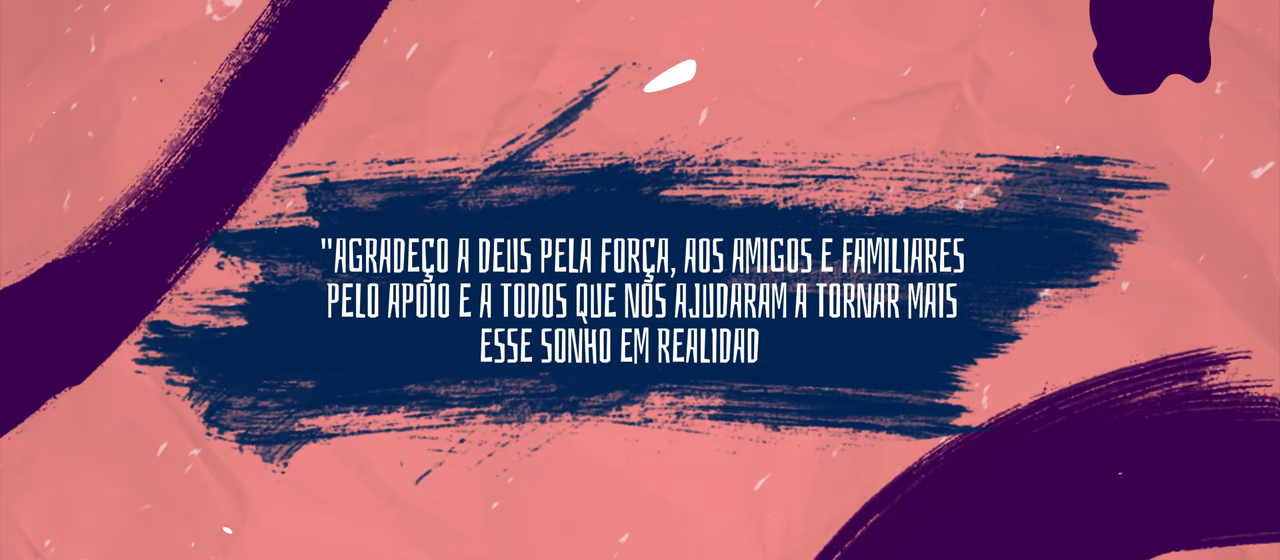 "AGRADEÇO A DEUS PELA FORÇA, AOS AMIGOS E FAMILIARES
PELO APOIO E A TODOS QUE NOS AJUDARAM A TORNAR MAIS
ESSE SONHO EM REALIDAD